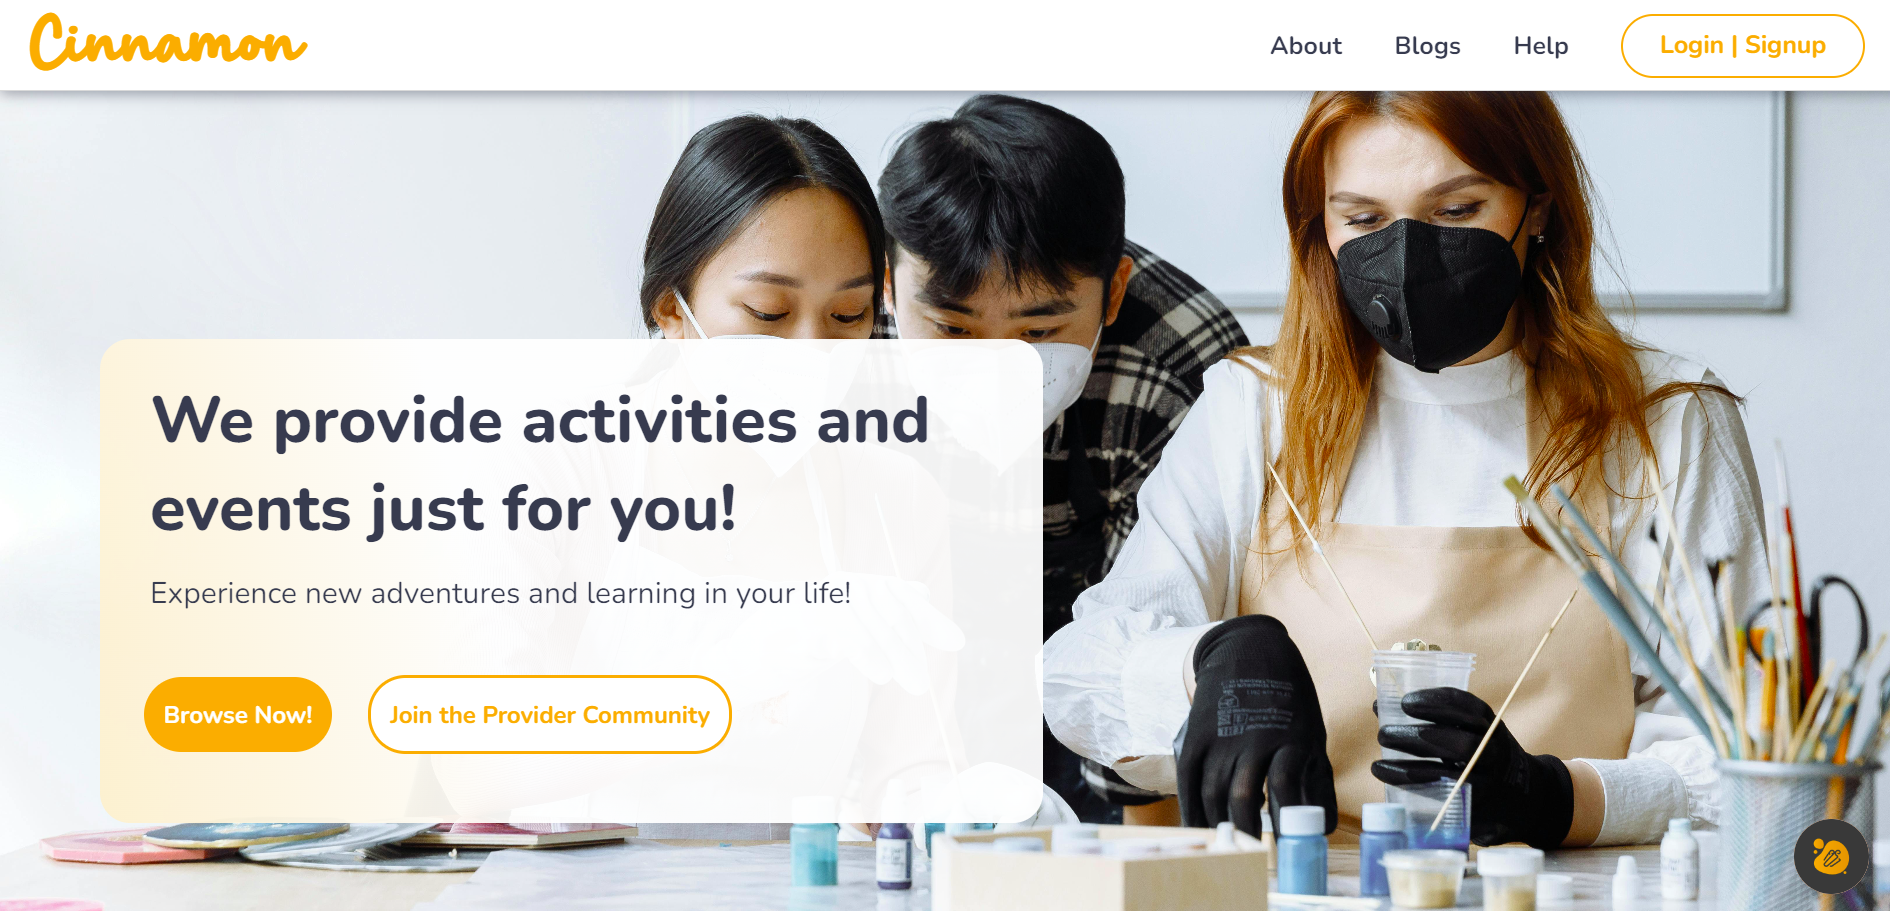 Cinnamon
About
Blogs
Help
Login | Signup
We provide activities and
events just for you!
Experience new adventures and learning in your life!
Browse Now!
Join the Provider Community